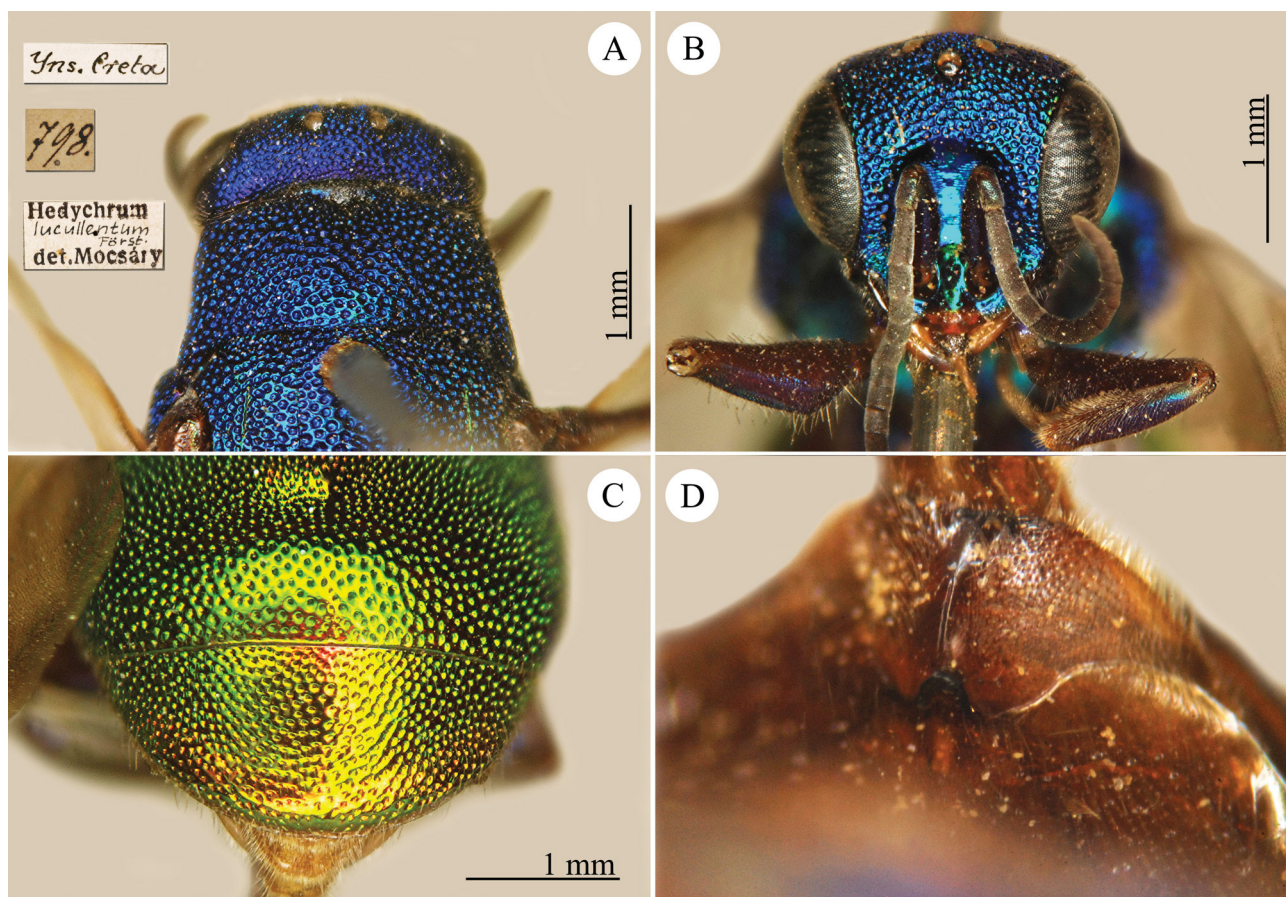 A
B
Yns. Creta
798.
Hedychrum
lucullentum
Först.
det. Mocsáry
1 mm
1 mm
C
D
1 mm